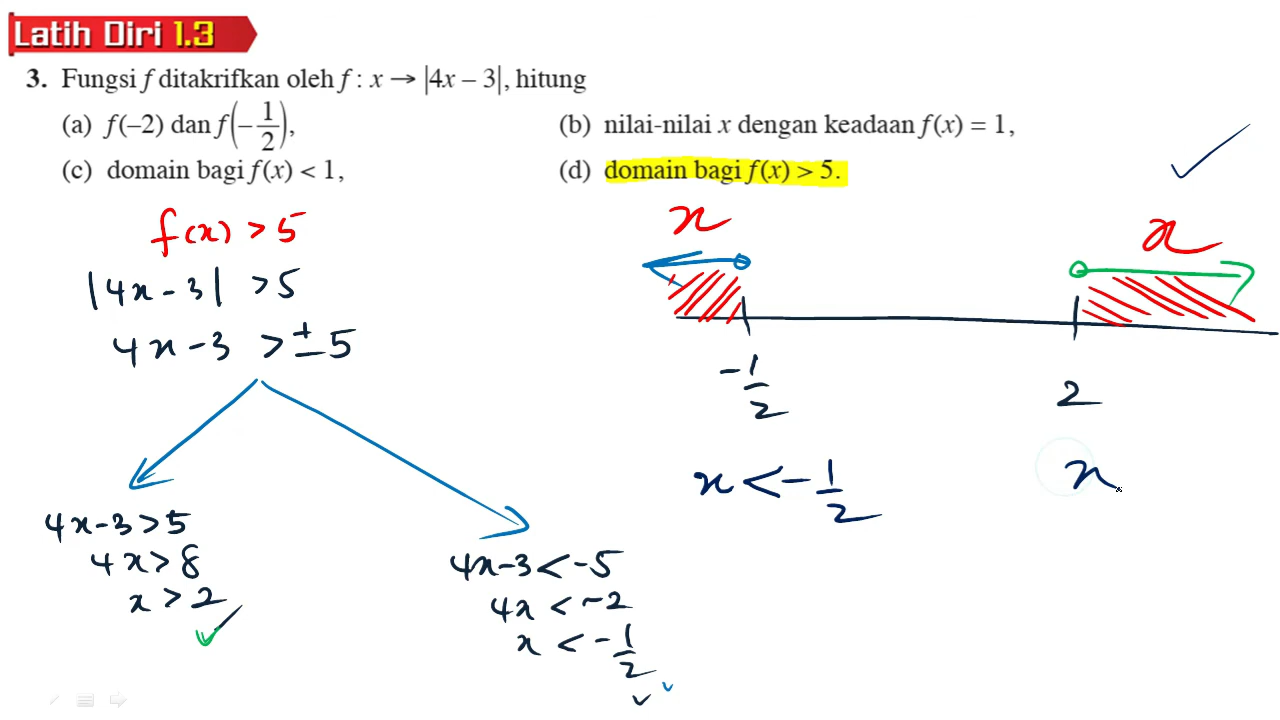 Latih Diri 1.3
3. Fungsi f ditakrifkan oleh f : x → |4x – 3|, hitung
(a) f(–2) dan f(–1/2),
(b) nilai-nilai x dengan keadaan f(x) = 1,
(c) domain bagi f(x) < 1,
(d) domain bagi f(x) > 5.
f(x) > 5
|4x - 3| > 5
4x - 3 > ±5
4x-3 > 5
4x > 8
x > 2
4x-3 < -5
4x < -2
x < -1/2
x
x
-1/2
2
x < -1/2
x